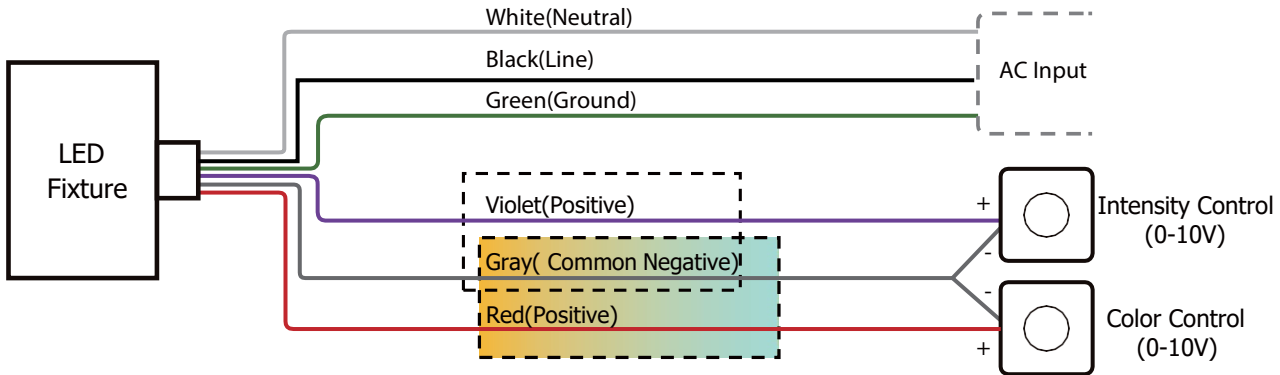 White(Neutral)
Black(Line)
AC Input
Green(Ground)
LED
Fixture
Violet(Positive)
+
Intensity Control
(0-10V)
Gray( Common Negative)
-
-
Red(Positive)
Color Control
(0-10V)
+